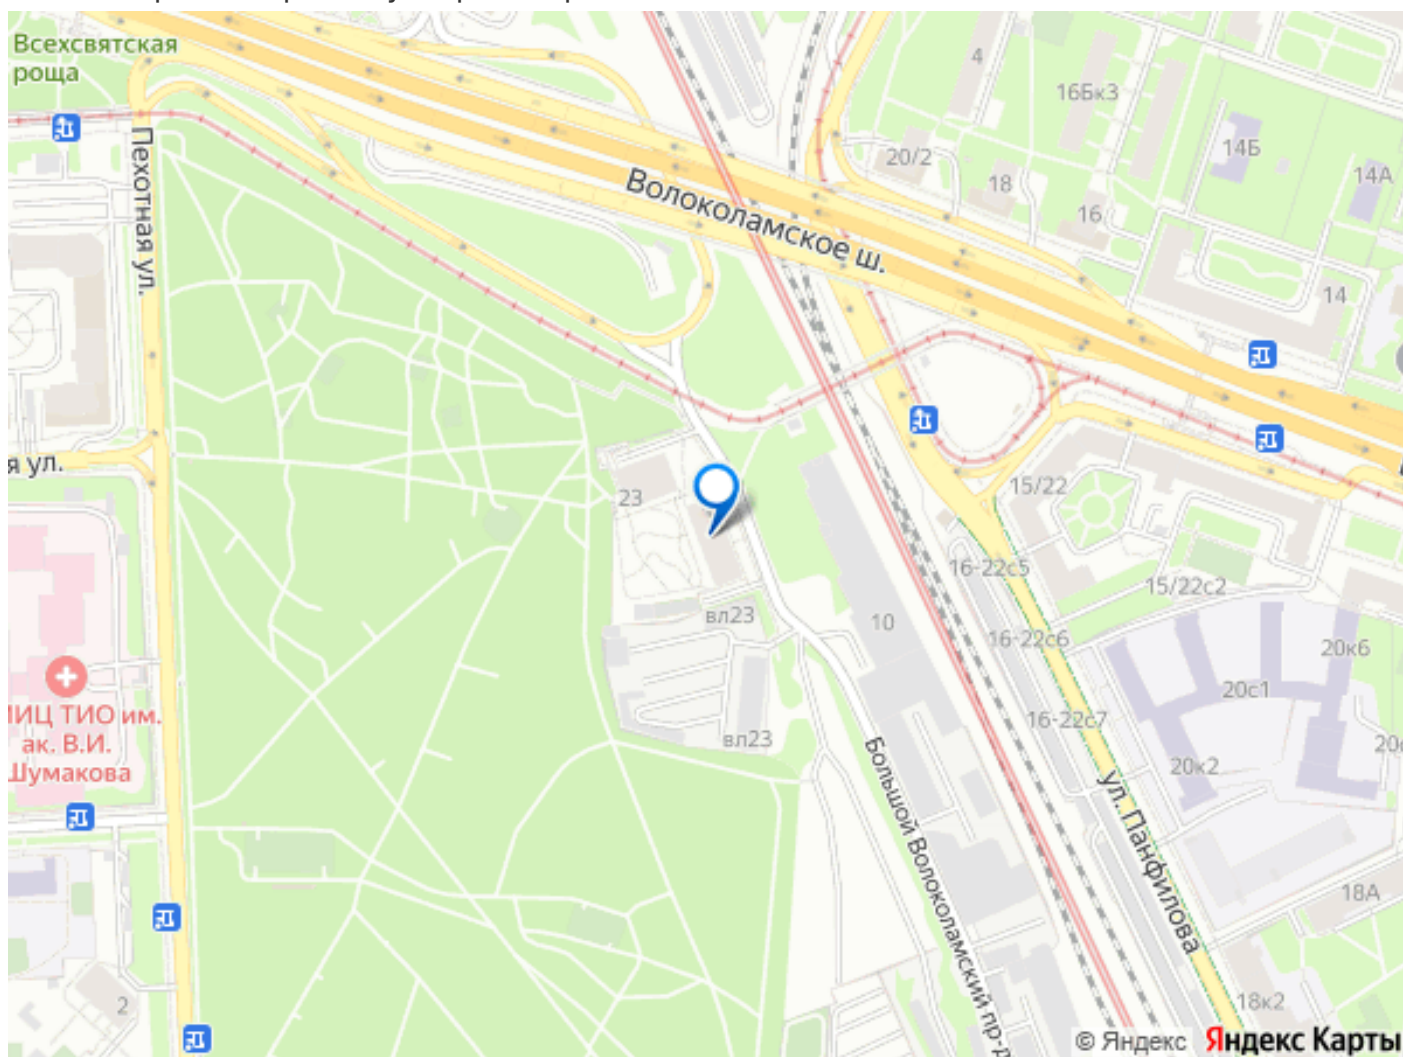 Всехсвятская
роща
4
16Бк3
14Б
14А
20/2
18
16
Пехотная ул.
Волоколамское ш.
14
я ул.
23
15/22
16-22с5
15/22с2
вл23
10
16-22с6
20к6
20с1
ИЦ ТИО им.
ак. В.И.
Шумакова
16-22с7
вл23
20к2
Большой Волоколамский пр-д
ул. Панфилова
18А
2
18к2
© Яндекс
Яндекс Карты